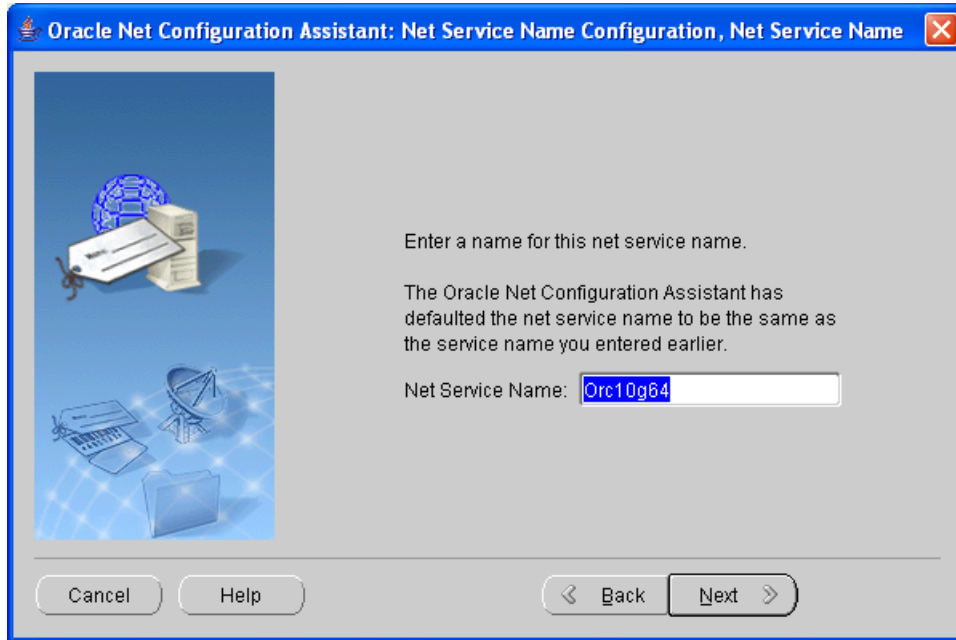 Oracle Net Configuration Assistant: Net Service Name Configuration, Net Service Name
Enter a name for this net service name.
The Oracle Net Configuration Assistant has
defaulted the net service name to be the same as
the service name you entered earlier.
Net Service Name: Orc10g64
Cancel Help Back Next